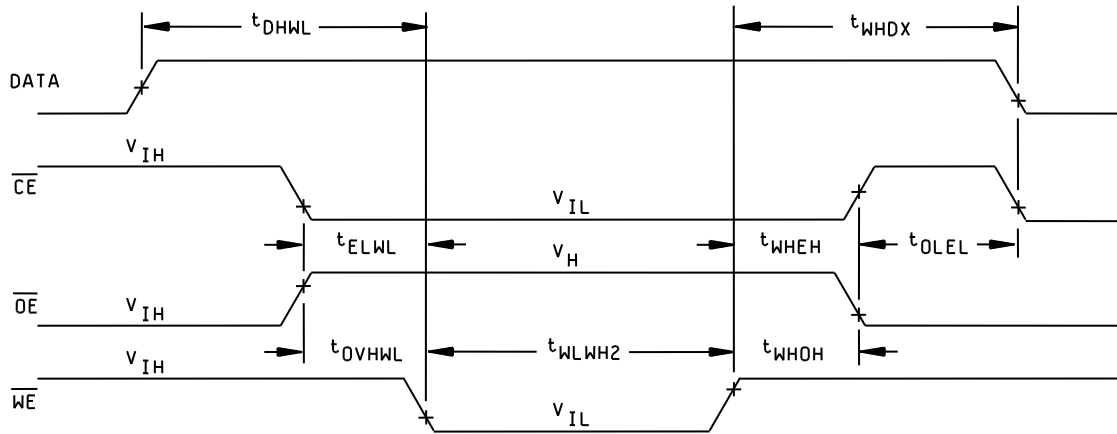 tDHWL tWHDX
DATA
VIH
CE VIL
tELWL VH tWHEH tOLEL
OE VIH
tOVHWL tWLWH2 tWHOH
VIH
WE VIL